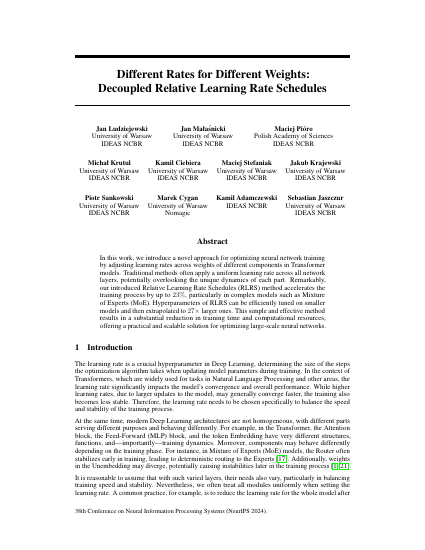 Different Rates for Different Weights:
Decoupled Relative Learning Rate Schedules
Jan Ludziejewski
University of Warsaw
IDEAS NCBR
Jan Małaśnicki
University of Warsaw
IDEAS NCBR
Maciej Pióro
Polish Academy of Sciences
IDEAS NCBR
Michał Krutul
University of Warsaw
IDEAS NCBR
Kamil Ciebiera
University of Warsaw
IDEAS NCBR
Maciej Stefaniak
University of Warsaw
IDEAS NCBR
Jakub Krajewski
University of Warsaw
IDEAS NCBR
Piotr Sankowski
University of Warsaw
IDEAS NCBR
Marek Cygan
University of Warsaw
Nomagic
Kamil Adamczewski
IDEAS NCBR
Sebastian Jaszczur
University of Warsaw
IDEAS NCBR
Abstract
In this work, we introduce a novel approach for optimizing neural network training
by adjusting learning rates across weights of different components in Transformer
models. Traditional methods often apply a uniform learning rate across all network
layers, potentially overlooking the unique dynamics of each part. Remarkably,
our introduced Relative Learning Rate Schedules (RLRS) method accelerates the
training process by up to 23%, particularly in complex models such as Mixture
of Experts (MoE). Hyperparameters of RLRS can be efficiently tuned on smaller
models and then extrapolated to 27× larger ones. This simple and effective method
results in a substantial reduction in training time and computational resources,
offering a practical and scalable solution for optimizing large-scale neural networks.
1 Introduction
The learning rate is a crucial hyperparameter in Deep Learning, determining the size of the steps
the optimization algorithm takes when updating model parameters during training. In the context of
Transformers, which are widely used for tasks in Natural Language Processing and other areas, the
learning rate significantly impacts the model's convergence and overall performance. While higher
learning rates, due to larger updates to the model, may generally converge faster, the training also
becomes less stable. Therefore, the learning rate needs to be chosen specifically to balance the speed
and stability of the training process.
At the same time, modern Deep Learning architectures are not homogeneous, with different parts
serving different purposes and behaving differently. For example, in the Transformer, the Attention
block, the Feed-Forward (MLP) block, and the token Embedding have very different structures,
functions, and—importantly—training dynamics. Moreover, components may have behave differently
depending on the training phase. For instance, in Mixture of Experts (MoE) models, the Router often
stabilizes early in training, leading to deterministic routing to the Experts [17]. Additionally, weights
in the Unembedding may diverge, potentially causing instabilities later in the training process [1, 21].
It is reasonable to assume that with such varied layers, their needs also vary, particularly in balancing
training speed and stability. Nevertheless, we often treat all modules uniformly when setting the
learning rate. A common practice, for example, is to reduce the learning rate for the whole model after
38th Conference on Neural Information Processing Systems (NeurIPS 2024).